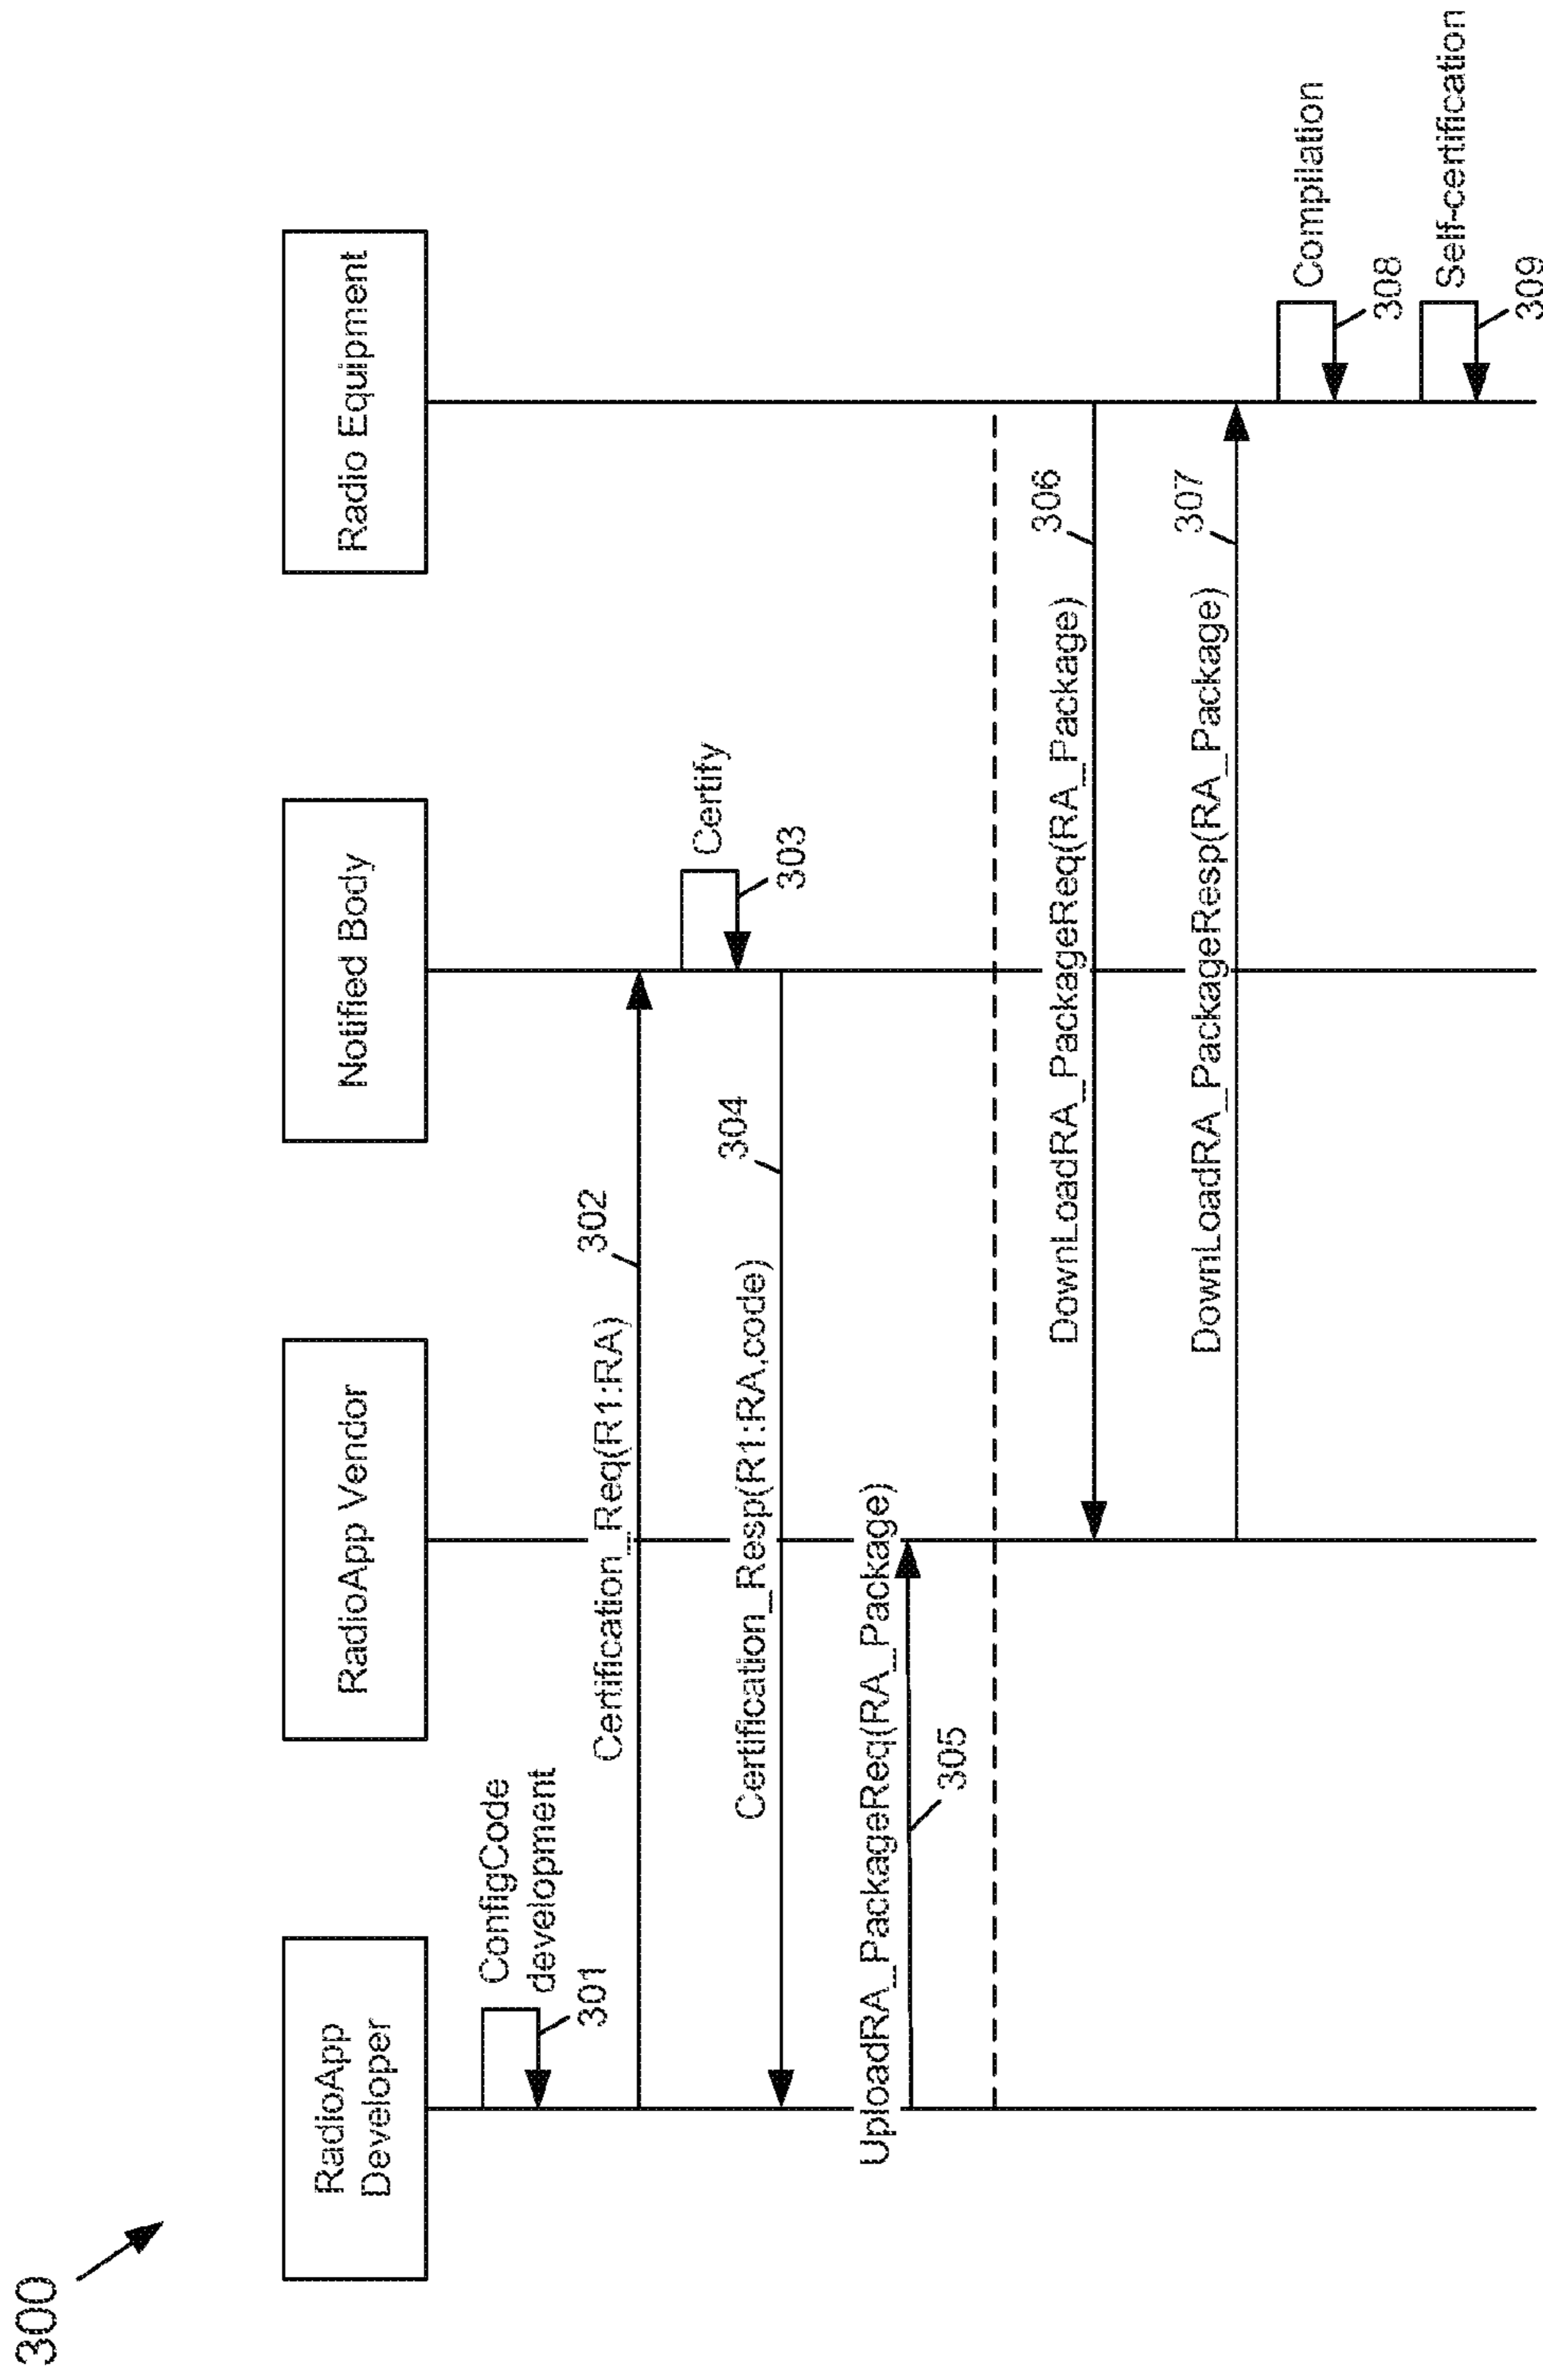 300
RadioApp
Developer
RadioApp Vendor
Notified Body
Radio Equipment
ConfigCode
development
301
302
Certification_Req(R1:RA)
Certify
303
304
Certification_Resp(R1:RA,code)
UploadRA_PackageReq(RA_Package)
305
306
DownLoadRA_PackageReq(RA_Package)
307
DownLoadRA_PackageResp(RA_Package)
Compilation
308
Self-certification
309